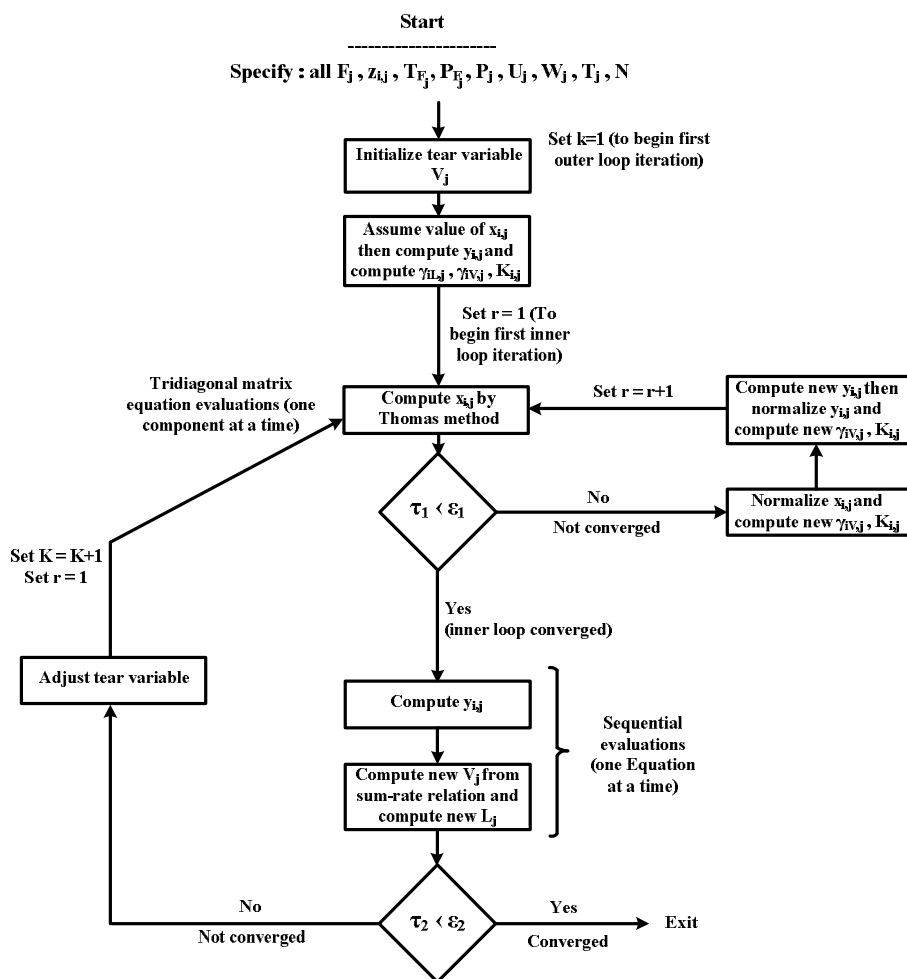 Start
----------------------
Specify : all F_j , z_i,j , T_F_j , P_F_j , P_j , U_j , W_j , T_j , N
Set k=1 (to begin first
outer loop iteration)
Initialize tear variable
V_j
Assume value of x_i,j
then compute y_i,j and
compute γ_iL,j , γ_iV,j , K_i,j
Set r = 1 (To
begin first inner
loop iteration)
Tridiagonal matrix
equation evaluations (one
component at a time)
Compute x_i,j by
Thomas method
Set r = r+1
Compute new y_i,j then
normalize y_i,j and
compute new γ_iV,j , K_i,j
τ_1 < ε_1
No
Not converged
Normalize x_i,j and
compute new γ_iV,j , K_i,j
Set K = K+1
Set r = 1
Yes
(inner loop converged)
Adjust tear variable
Compute y_i,j
Sequential
evaluations
(one Equation
at a time)
Compute new V_j from
sum-rate relation and
compute new L_j
No
Not converged
τ_2 < ε_2
Yes
Converged
Exit